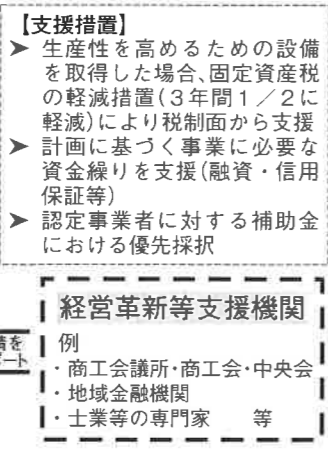 【支援措置】
➤ 生産性を高めるための設備
を取得した場合、固定資産税
の軽減措置(3年間1/2に
軽減)により税制面から支援
➤ 計画に基づく事業に必要な
資金繰りを支援(融資・信用
保証等)
➤ 認定事業者に対する補助金
における優先採択
経営革新等支援機関
例
・商工会議所・商工会・中央会
・地域金融機関
・士業等の専門家 等